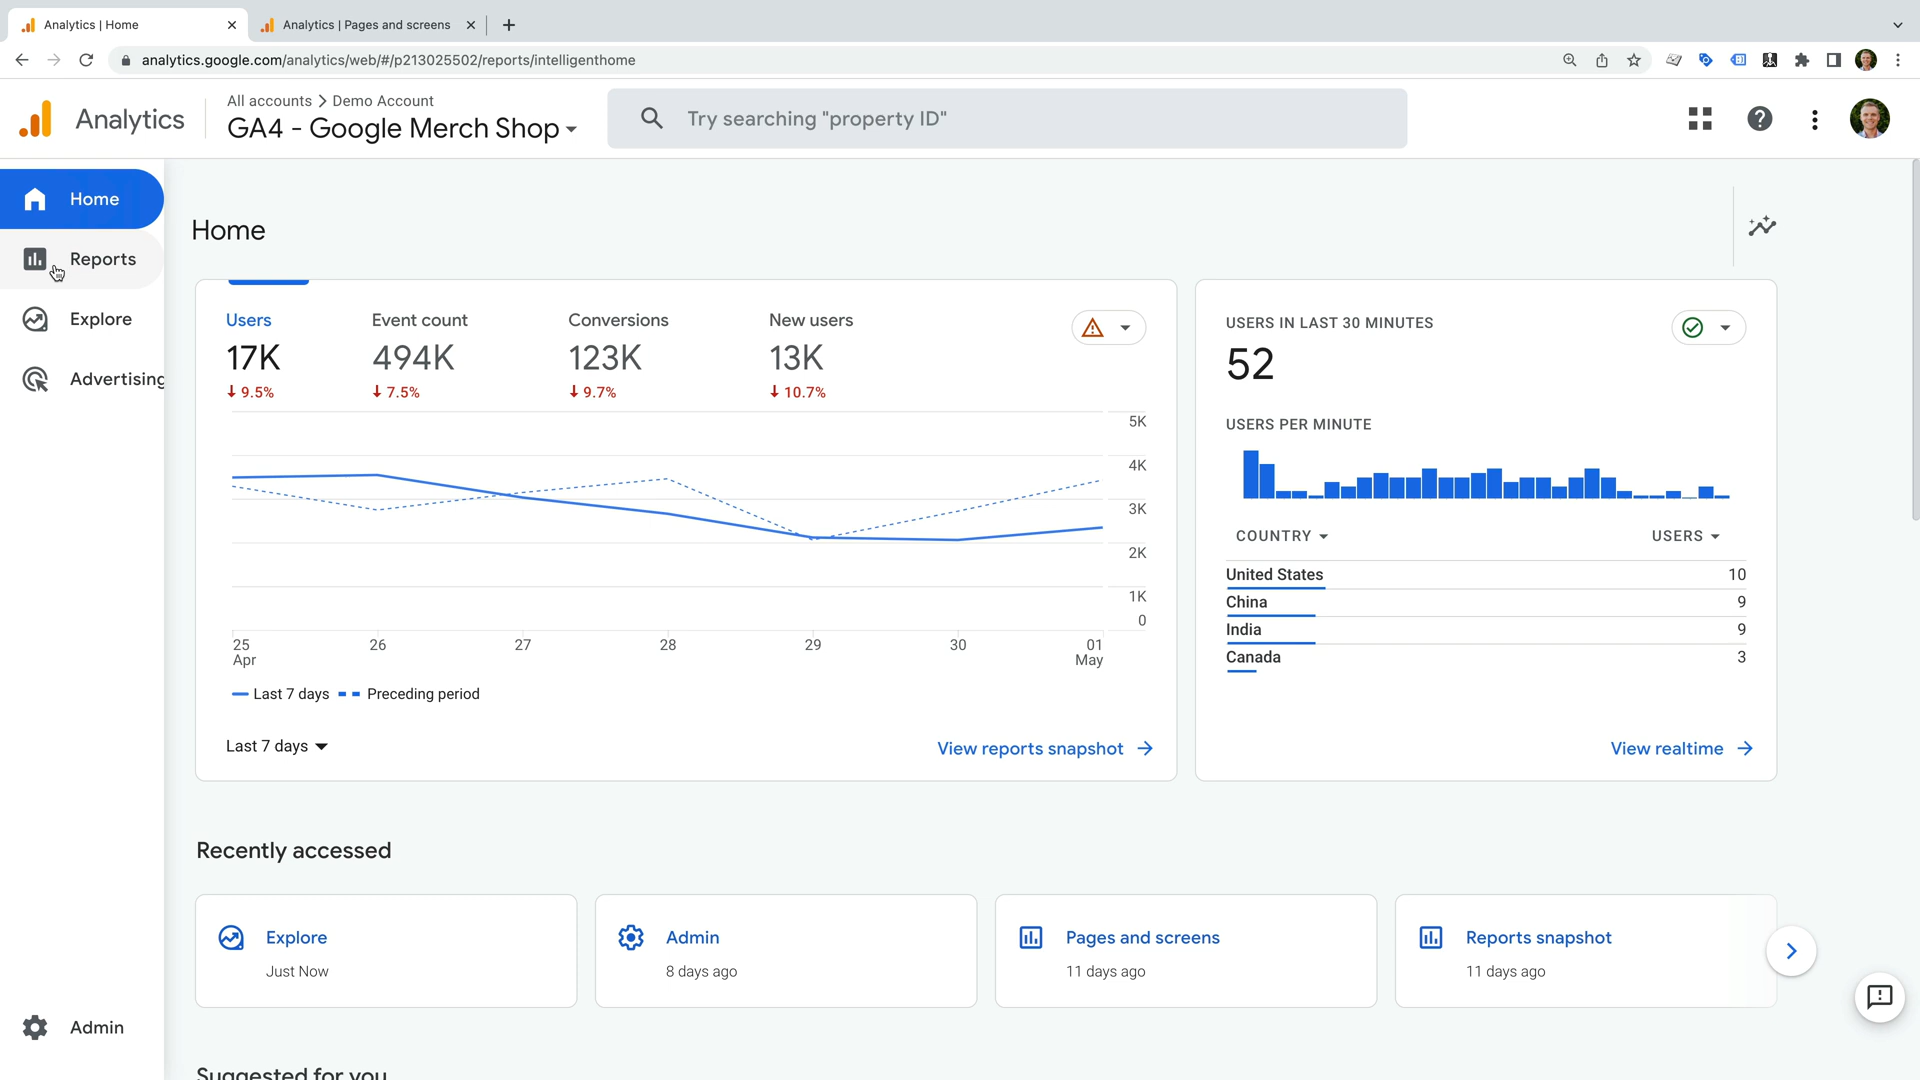 Analytics | Home
Analytics | Pages and screens
analytics.google.com/analytics/web/#/p213025502/reports/intelligenthome
Analytics
All accounts > Demo Account
GA4 - Google Merch Shop
Try searching "property ID"
Home
Reports
Explore
Advertising
Admin
Home
Users
17K
9.5%
Event count
494K
7.5%
Conversions
123K
9.7%
New users
13K
10.7%
5K
4K
3K
2K
1K
0
25
Apr
26
27
28
29
30
01
May
Last 7 days
Preceding period
Last 7 days
View reports snapshot
USERS IN LAST 30 MINUTES
52
USERS PER MINUTE
COUNTRY USERS
United States 10
China 9
India 9
Canada 3
View realtime
Recently accessed
Explore
Just Now
Admin
8 days ago
Pages and screens
11 days ago
Reports snapshot
11 days ago
Suggested for you